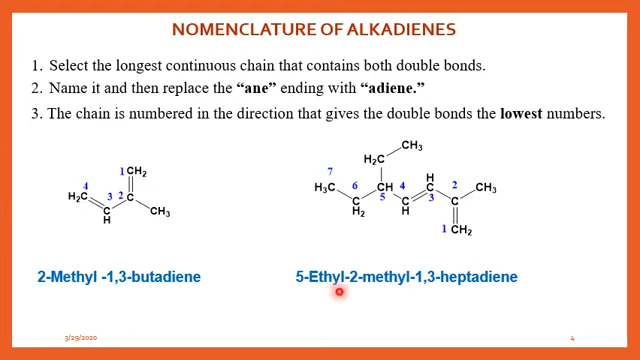 NOMENCLATURE OF ALKADIENES
1. Select the longest continuous chain that contains both double bonds.
2. Name it and then replace the “ane” ending with “adiene.”
3. The chain is numbered in the direction that gives the double bonds the lowest numbers.
1 CH2
4
H2C 3 2 C
C
H
CH3
CH3
H2C
7
H3C 6 CH 4 H 2 CH3
5 3
C C C
H2 H
1 CH2
2-Methyl -1,3-butadiene
5-Ethyl-2-methyl-1,3-heptadiene
3/29/2020
4